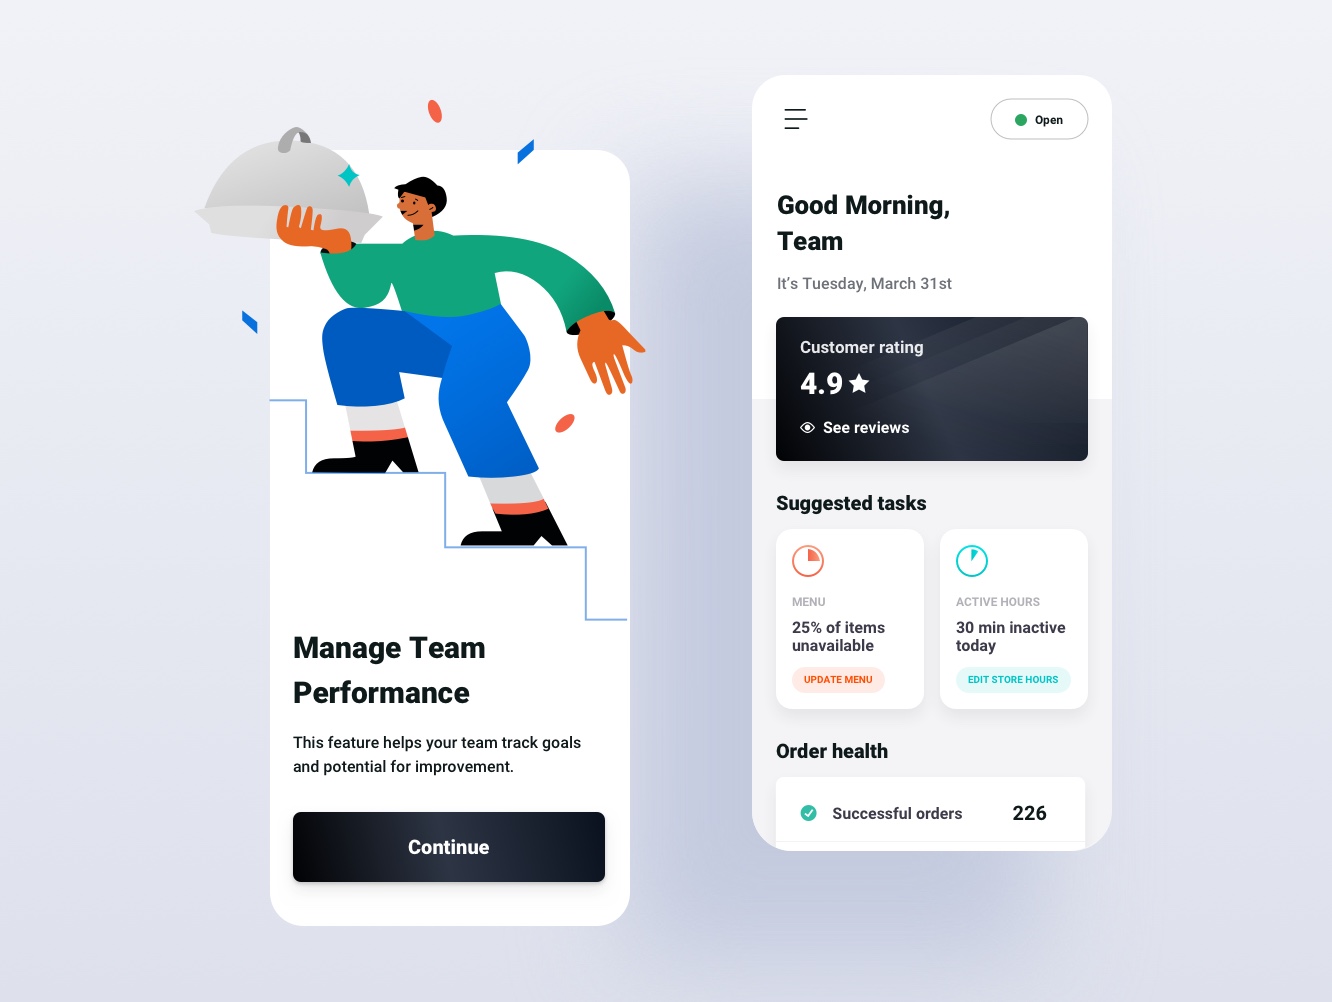 Manage Team
Performance
This feature helps your team track goals
and potential for improvement.
Continue
Open
Good Morning,
Team
It’s Tuesday, March 31st
Customer rating
4.9
See reviews
Suggested tasks
MENU
25% of items
unavailable
UPDATE MENU
ACTIVE HOURS
30 min inactive
today
EDIT STORE HOURS
Order health
Successful orders 226